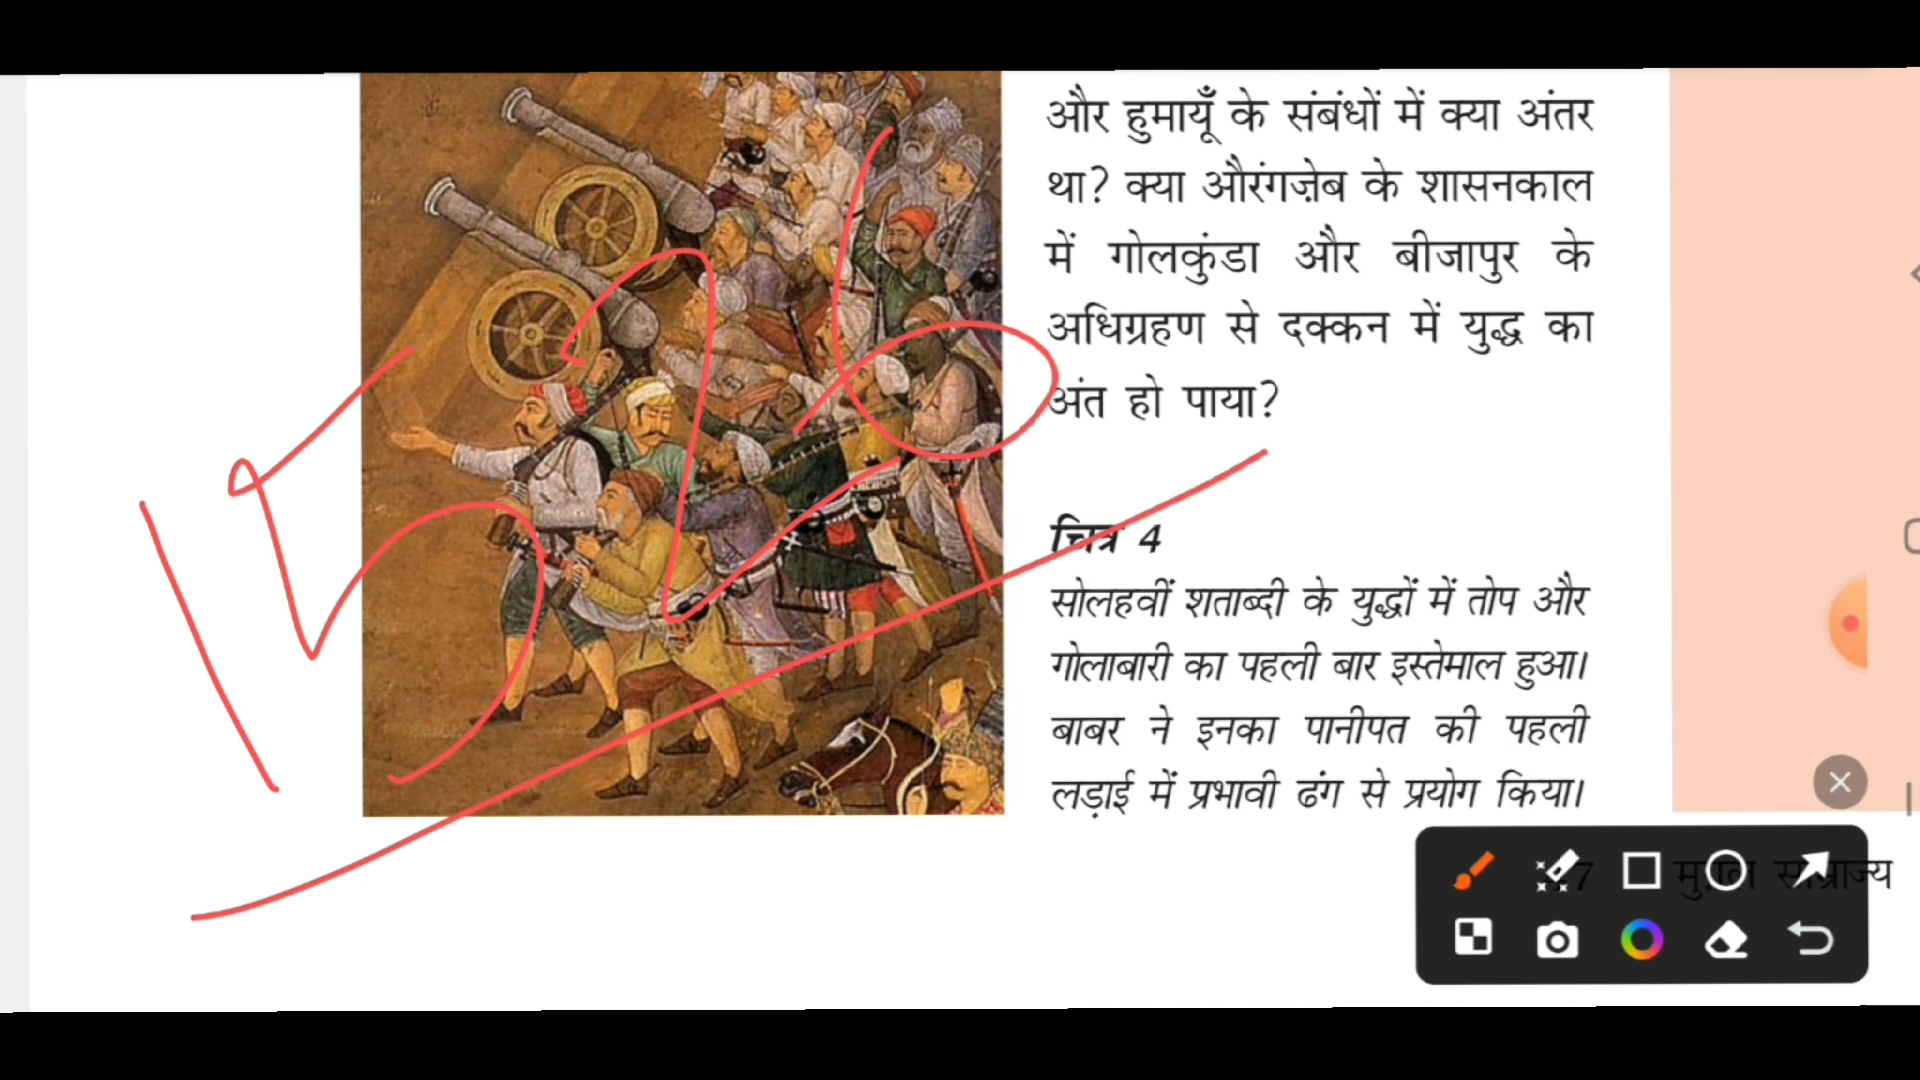 और हुमायूँ के संबंधों में क्या अंतर
था? क्या औरंगज़ेब के शासनकाल
में गोलकुंडा और बीजापुर के
अधिग्रहण से दक्कन में युद्ध का
अंत हो पाया?
1526
चित्र 4
सोलहवीं शताब्दी के युद्धों में तोप और
गोलाबारी का पहली बार इस्तेमाल हुआ।
बाबर ने इनका पानीपत की पहली
लड़ाई में प्रभावी ढंग से प्रयोग किया।
7 मुग़ल साम्राज्य